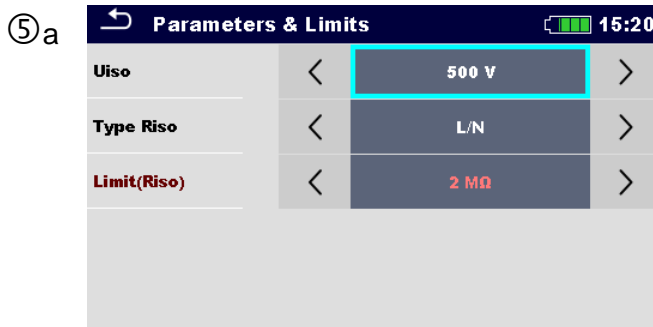 ⑤a
Parameters & Limits 15:20
Uiso < 500 V >
Type Riso < L/N >
Limit(Riso) < 2 MΩ >